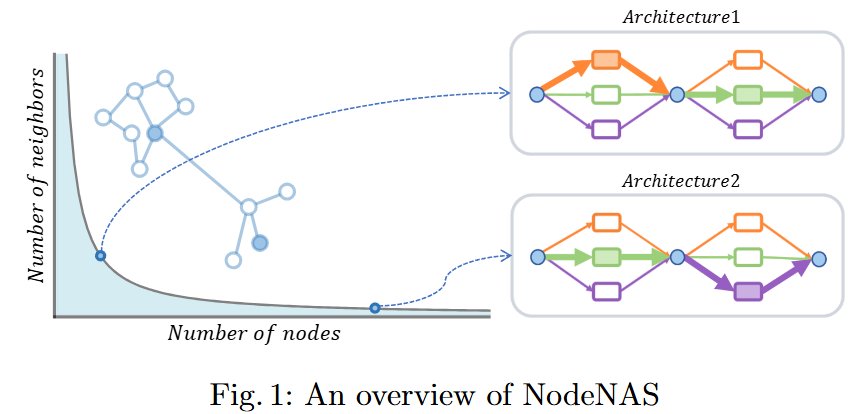 Architecture1
Number of neighbors
Architecture2
Number of nodes
Fig. 1: An overview of NodeNAS